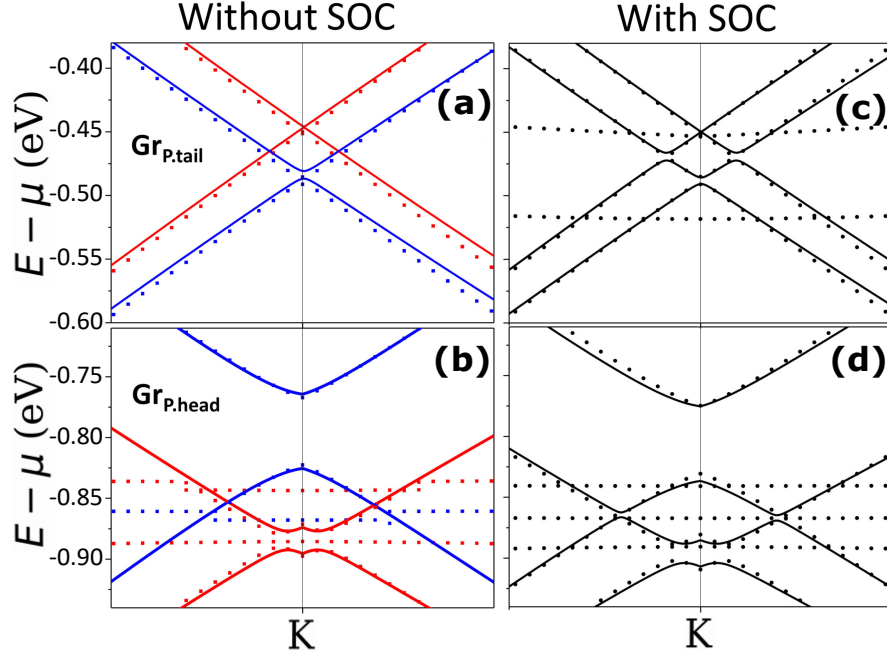 Without SOC
With SOC
E − μ (eV)
-0.40
-0.45
-0.50
-0.55
-0.60
(a)
Gr_P.tail
(c)
E − μ (eV)
-0.75
-0.80
-0.85
-0.90
(b)
Gr_P.head
(d)
K
K